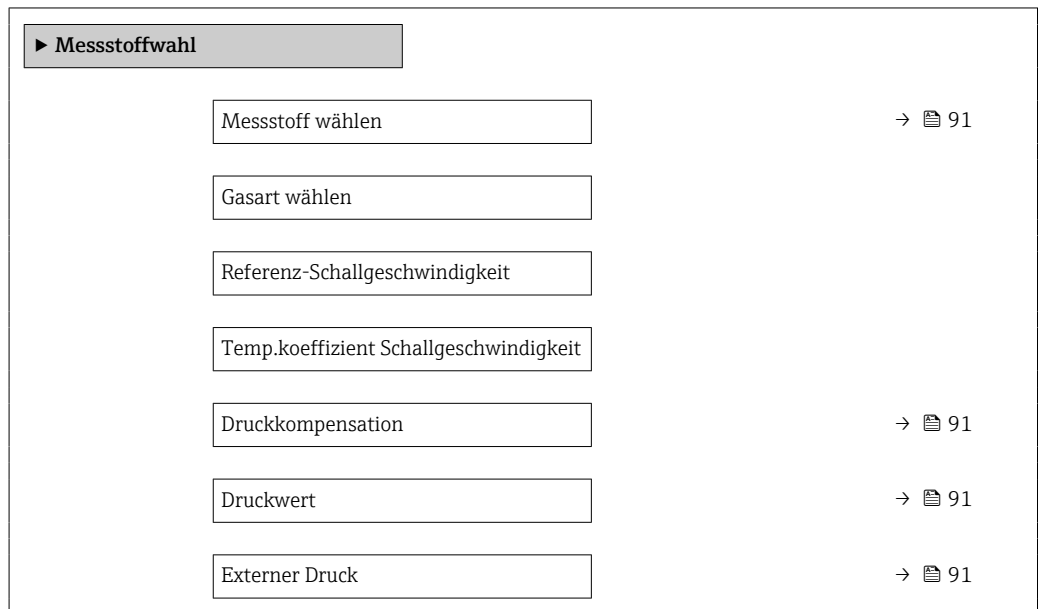 ▶ Messstoffwahl
Messstoff wählen → 91
Gasart wählen
Referenz-Schallgeschwindigkeit
Temp.koeffizient Schallgeschwindigkeit
Druckkompensation → 91
Druckwert → 91
Externer Druck → 91